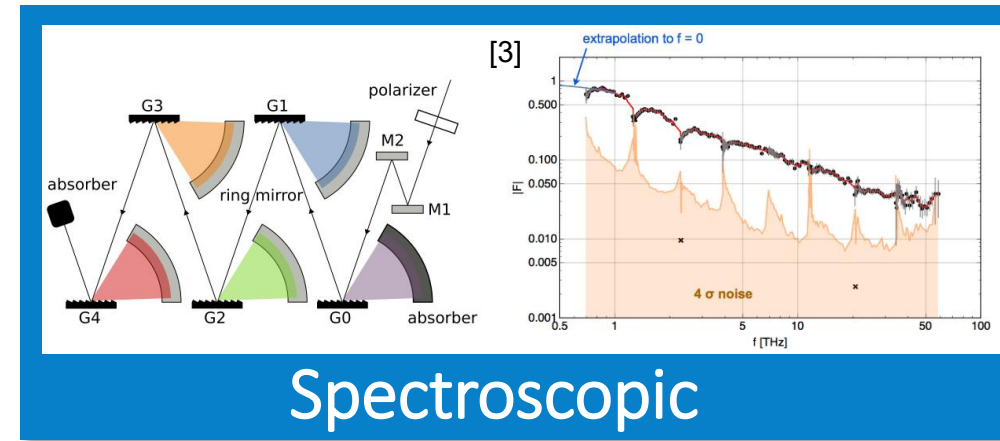 [3]
polarizer
G3
G1
M2
absorber
ring mirror
M1
G4
G2
G0
absorber
extrapolation to f = 0
1
0.500
0.100
0.050
0.010
0.005
0.001
|F|
4 σ noise
0.5
1
5
10
50
100
f [THz]
Spectroscopic